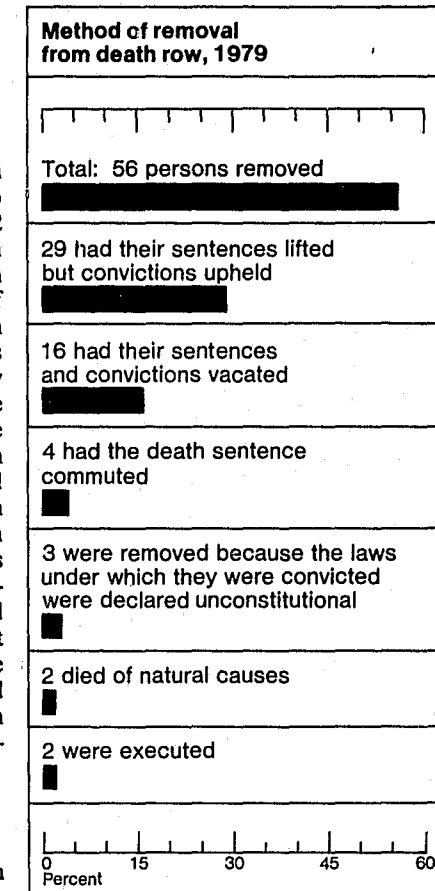 Method of removal
from death row, 1979
Total: 56 persons removed
29 had their sentences lifted
but convictions upheld
16 had their sentences
and convictions vacated
4 had the death sentence
commuted
3 were removed because the laws
under which they were convicted
were declared unconstitutional
2 died of natural causes
2 were executed
0 15 30 45 60
Percent